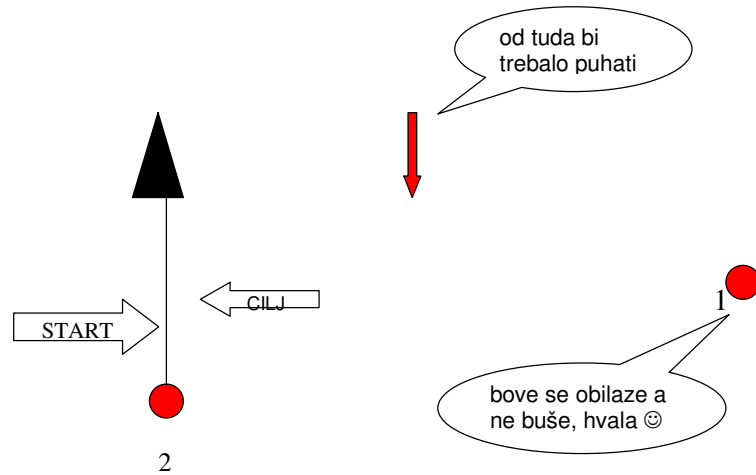 od tuda bi
trebalo puhati
CILJ
1
START
bove se obilaze a
ne buše, hvala ☺
2